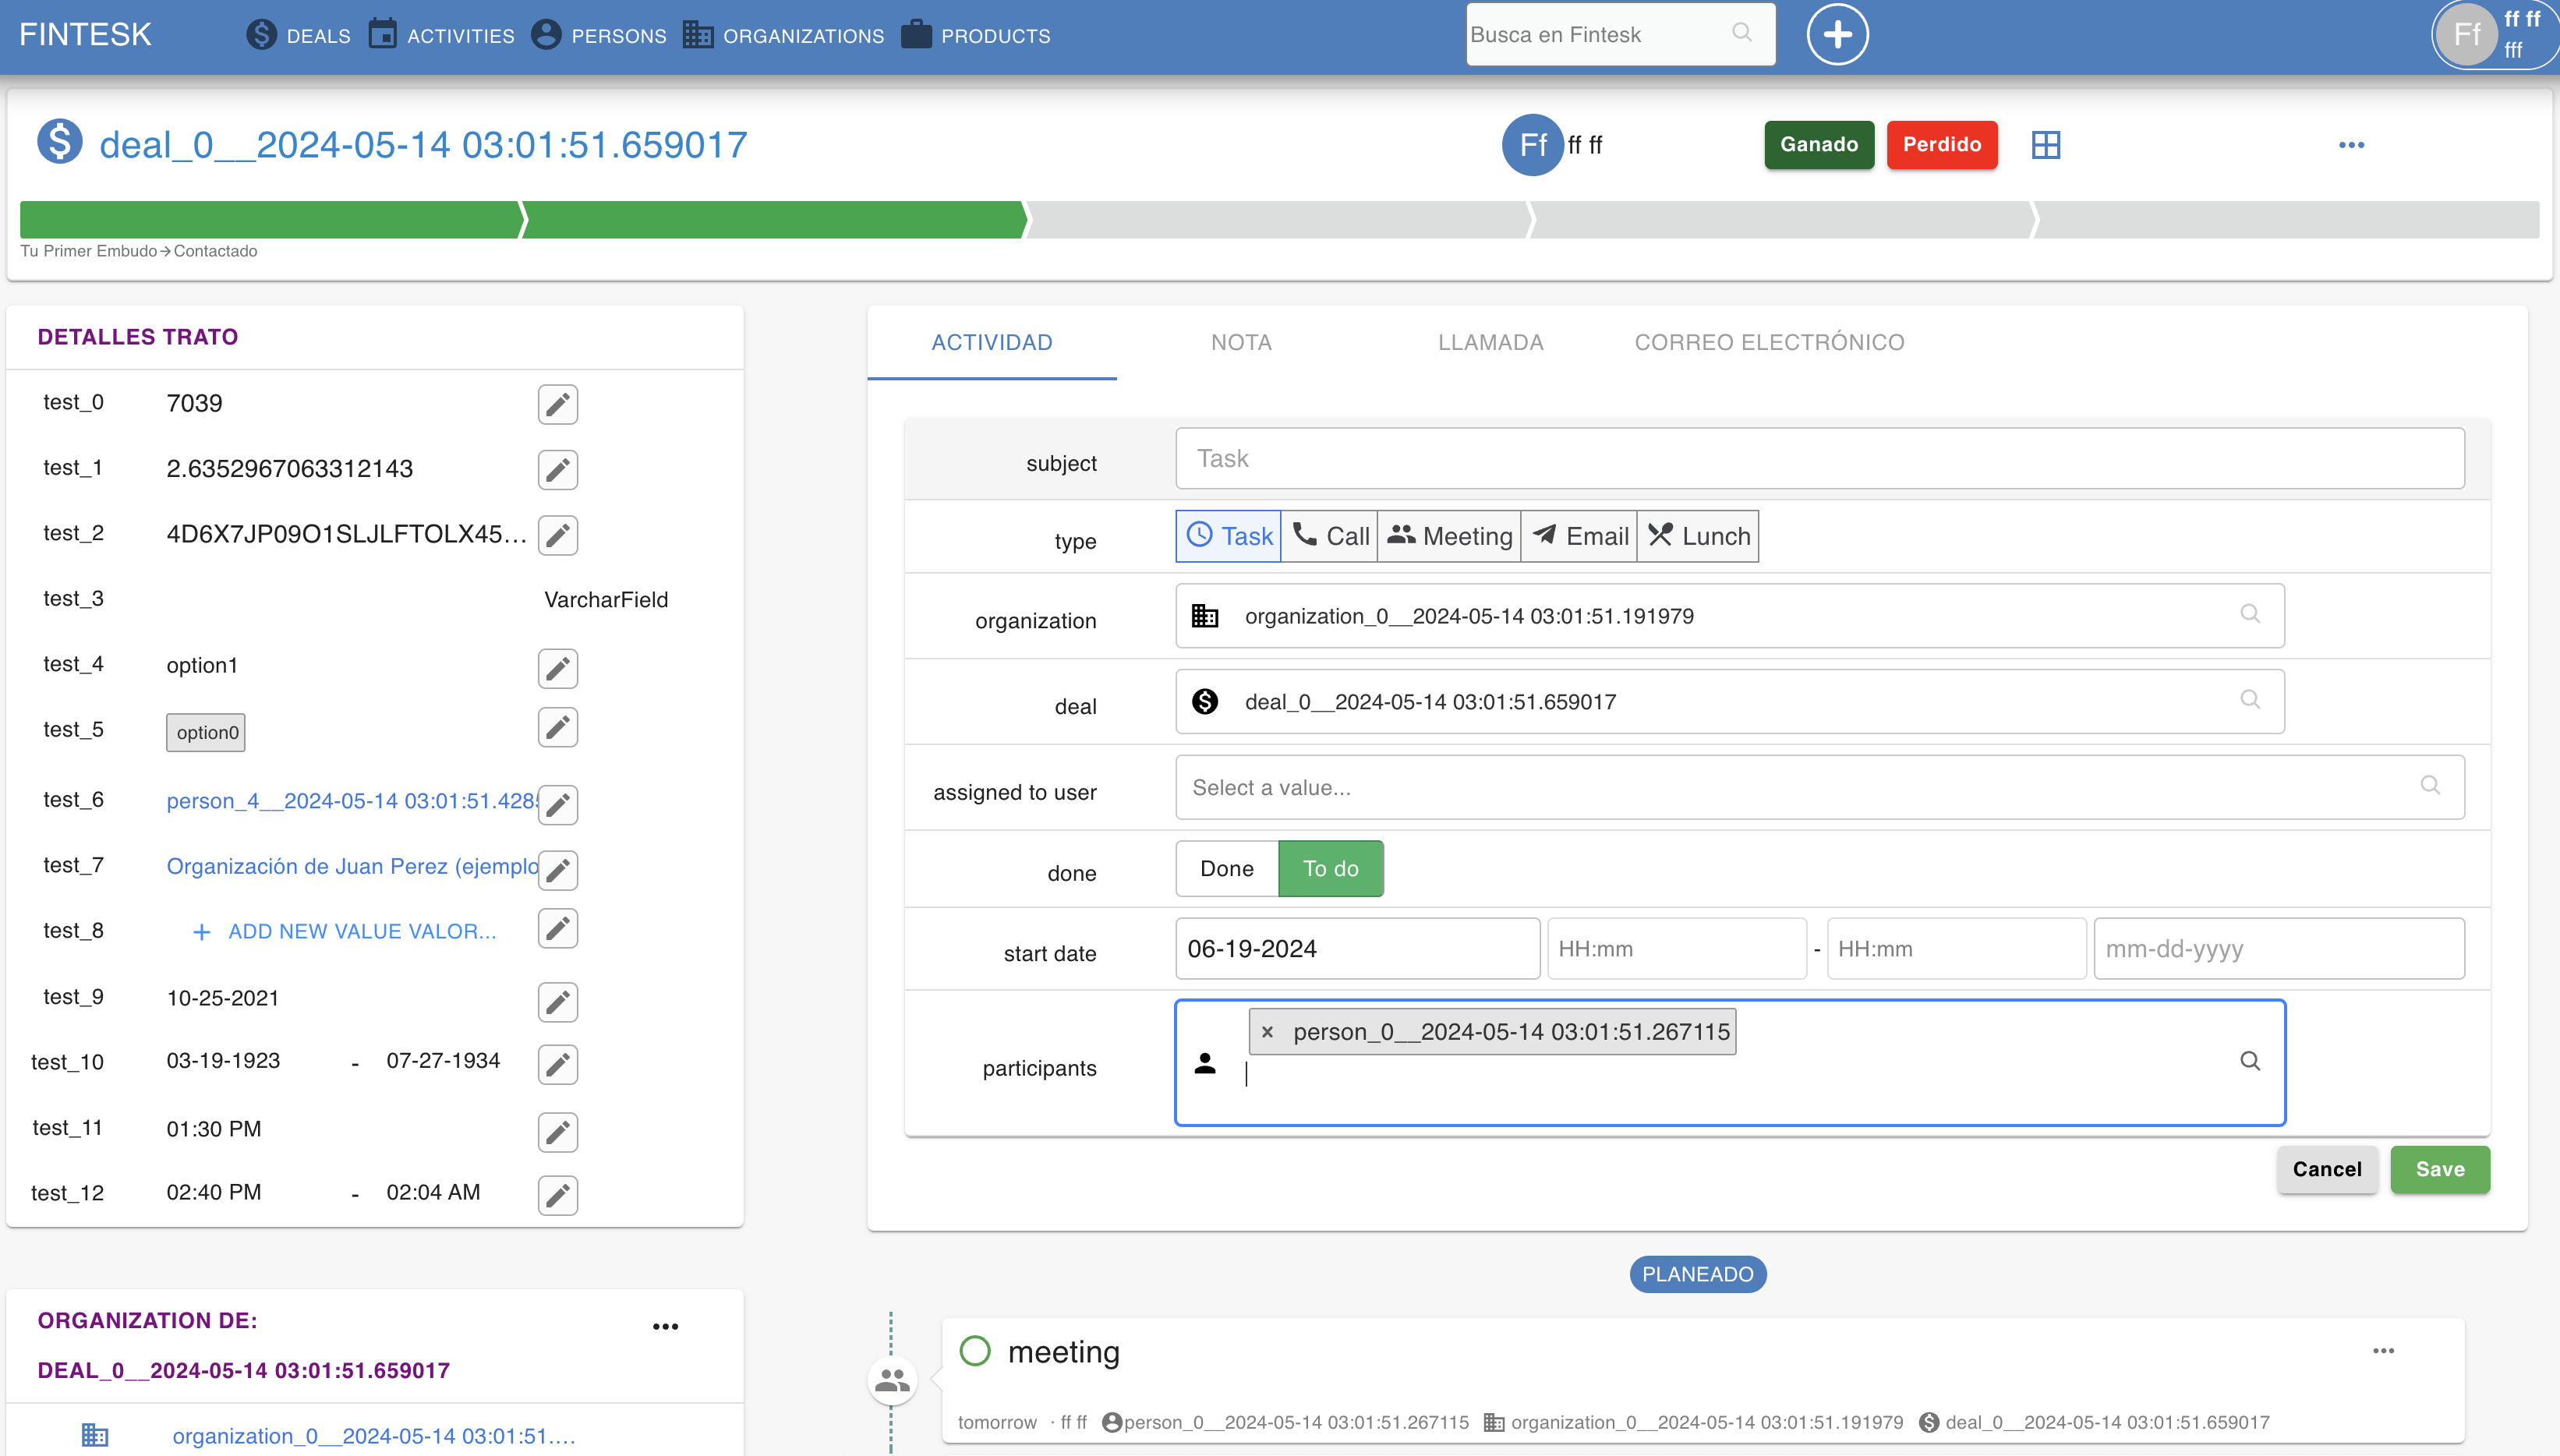 FINTESK DEALS ACTIVITIES PERSONS ORGANIZATIONS PRODUCTS Busca en Fintesk Ff ff ff
fff
deal_0__2024-05-14 03:01:51.659017 Ff ff ff Ganado Perdido
Tu Primer Embudo→Contactado
DETALLES TRATO
test_0 7039
test_1 2.6352967063312143
test_2 4D6X7JP09O1SLJLFTOLX45...
test_3 VarcharField
test_4 option1
test_5 option0
test_6 person_4__2024-05-14 03:01:51.428
test_7 Organización de Juan Perez (ejemplo
test_8 + ADD NEW VALUE VALOR...
test_9 10-25-2021
test_10 03-19-1923 - 07-27-1934
test_11 01:30 PM
test_12 02:40 PM - 02:04 AM
ORGANIZATION DE:
DEAL_0__2024-05-14 03:01:51.659017
organization_0__2024-05-14 03:01:51....
ACTIVIDAD NOTA LLAMADA CORREO ELECTRÓNICO
subject Task
type Task Call Meeting Email Lunch
organization organization_0__2024-05-14 03:01:51.191979
deal deal_0__2024-05-14 03:01:51.659017
assigned to user Select a value...
done Done To do
start date 06-19-2024 HH:mm - HH:mm mm-dd-yyyy
participants × person_0__2024-05-14 03:01:51.267115
Cancel Save
PLANEADO
meeting
tomorrow · ff ff person_0__2024-05-14 03:01:51.267115 organization_0__2024-05-14 03:01:51.191979 deal_0__2024-05-14 03:01:51.659017